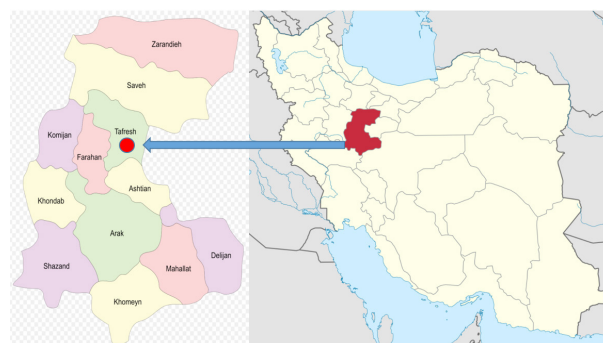 Zarandieh
Saveh
Komijan
Tafresh
Farahan
Ashtian
Khondab
Arak
Shazand
Mahallat
Delijan
Khomeyn